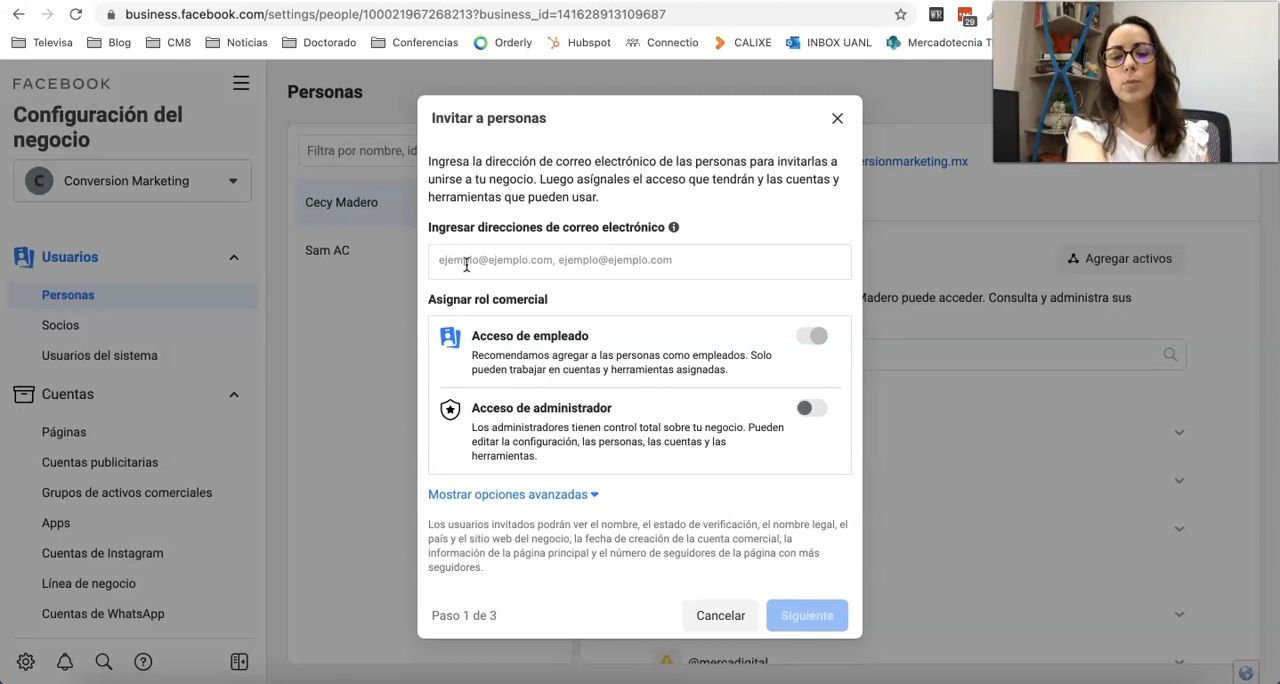 business.facebook.com/settings/people/100021967268213?business_id=141628913109687
29
Televisa Blog CM8 Noticias Doctorado Conferencias Orderly Hubspot Connectio CALIXE INBOX UANL Mercadotecnia
FACEBOOK
Configuración del
negocio
C Conversion Marketing
Usuarios
Personas
Socios
Usuarios del sistema
Cuentas
Páginas
Cuentas publicitarias
Grupos de activos comerciales
Apps
Cuentas de Instagram
Línea de negocio
Cuentas de WhatsApp
Personas
Filtra por nombre, id
Cecy Madero
Sam AC
Invitar a personas
Ingresa la dirección de correo electrónico de las personas para invitarlas a
unirse a tu negocio. Luego asígnales el acceso que tendrán y las cuentas y
herramientas que pueden usar.
Ingresar direcciones de correo electrónico
ejemplo@ejemplo.com, ejemplo@ejemplo.com
Asignar rol comercial
Acceso de empleado
Recomendamos agregar a las personas como empleados. Solo
pueden trabajar en cuentas y herramientas asignadas.
Acceso de administrador
Los administradores tienen control total sobre tu negocio. Pueden
editar la configuración, las personas, las cuentas y las
herramientas.
Mostrar opciones avanzadas
Los usuarios invitados podrán ver el nombre, el estado de verificación, el nombre legal, el
país y el sitio web del negocio, la fecha de creación de la cuenta comercial, la
información de la página principal y el número de seguidores de la página con más
seguidores.
Paso 1 de 3
Cancelar
Siguiente
ersionmarketing.mx
Agregar activos
Madero puede acceder. Consulta y administra sus
@mercadigital